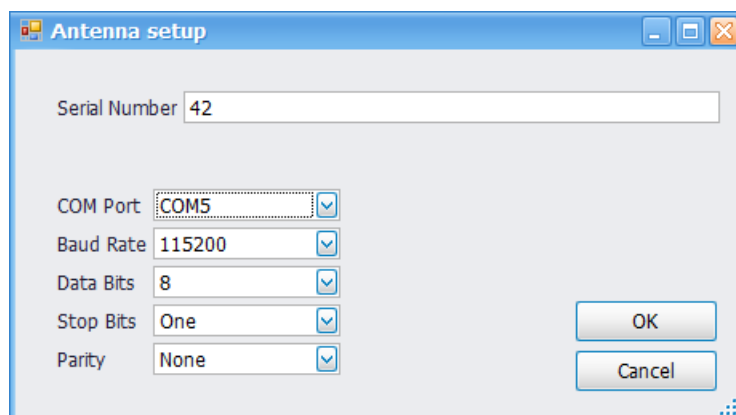 Antenna setup
Serial Number 42
COM Port COM5
Baud Rate 115200
Data Bits 8
Stop Bits One
Parity None
OK
Cancel